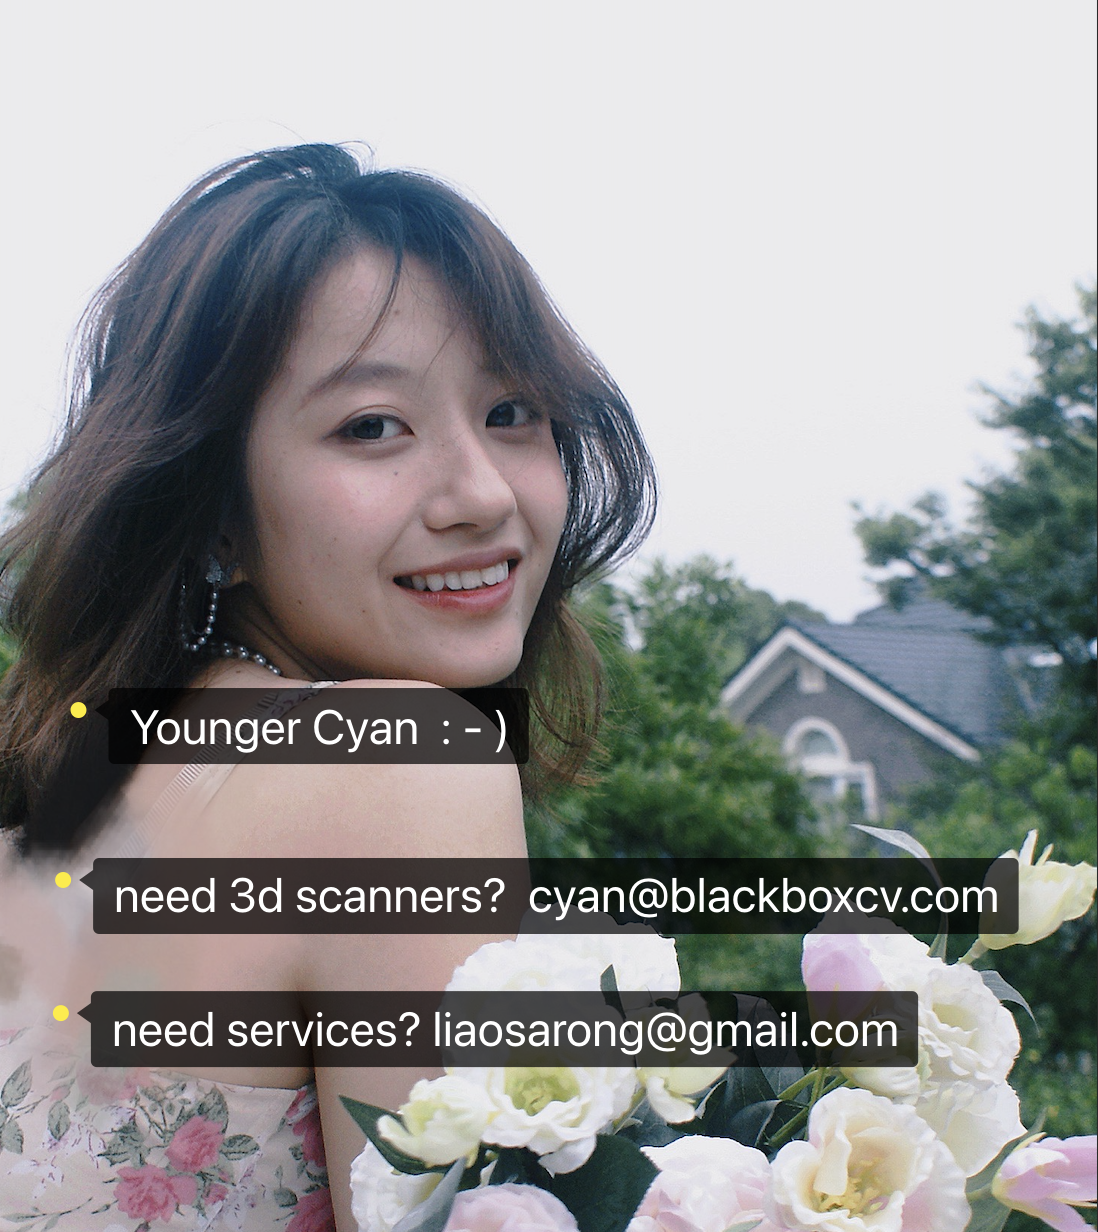 Younger Cyan : - )
need 3d scanners? cyan@blackboxcv.com
need services? liaosarong@gmail.com